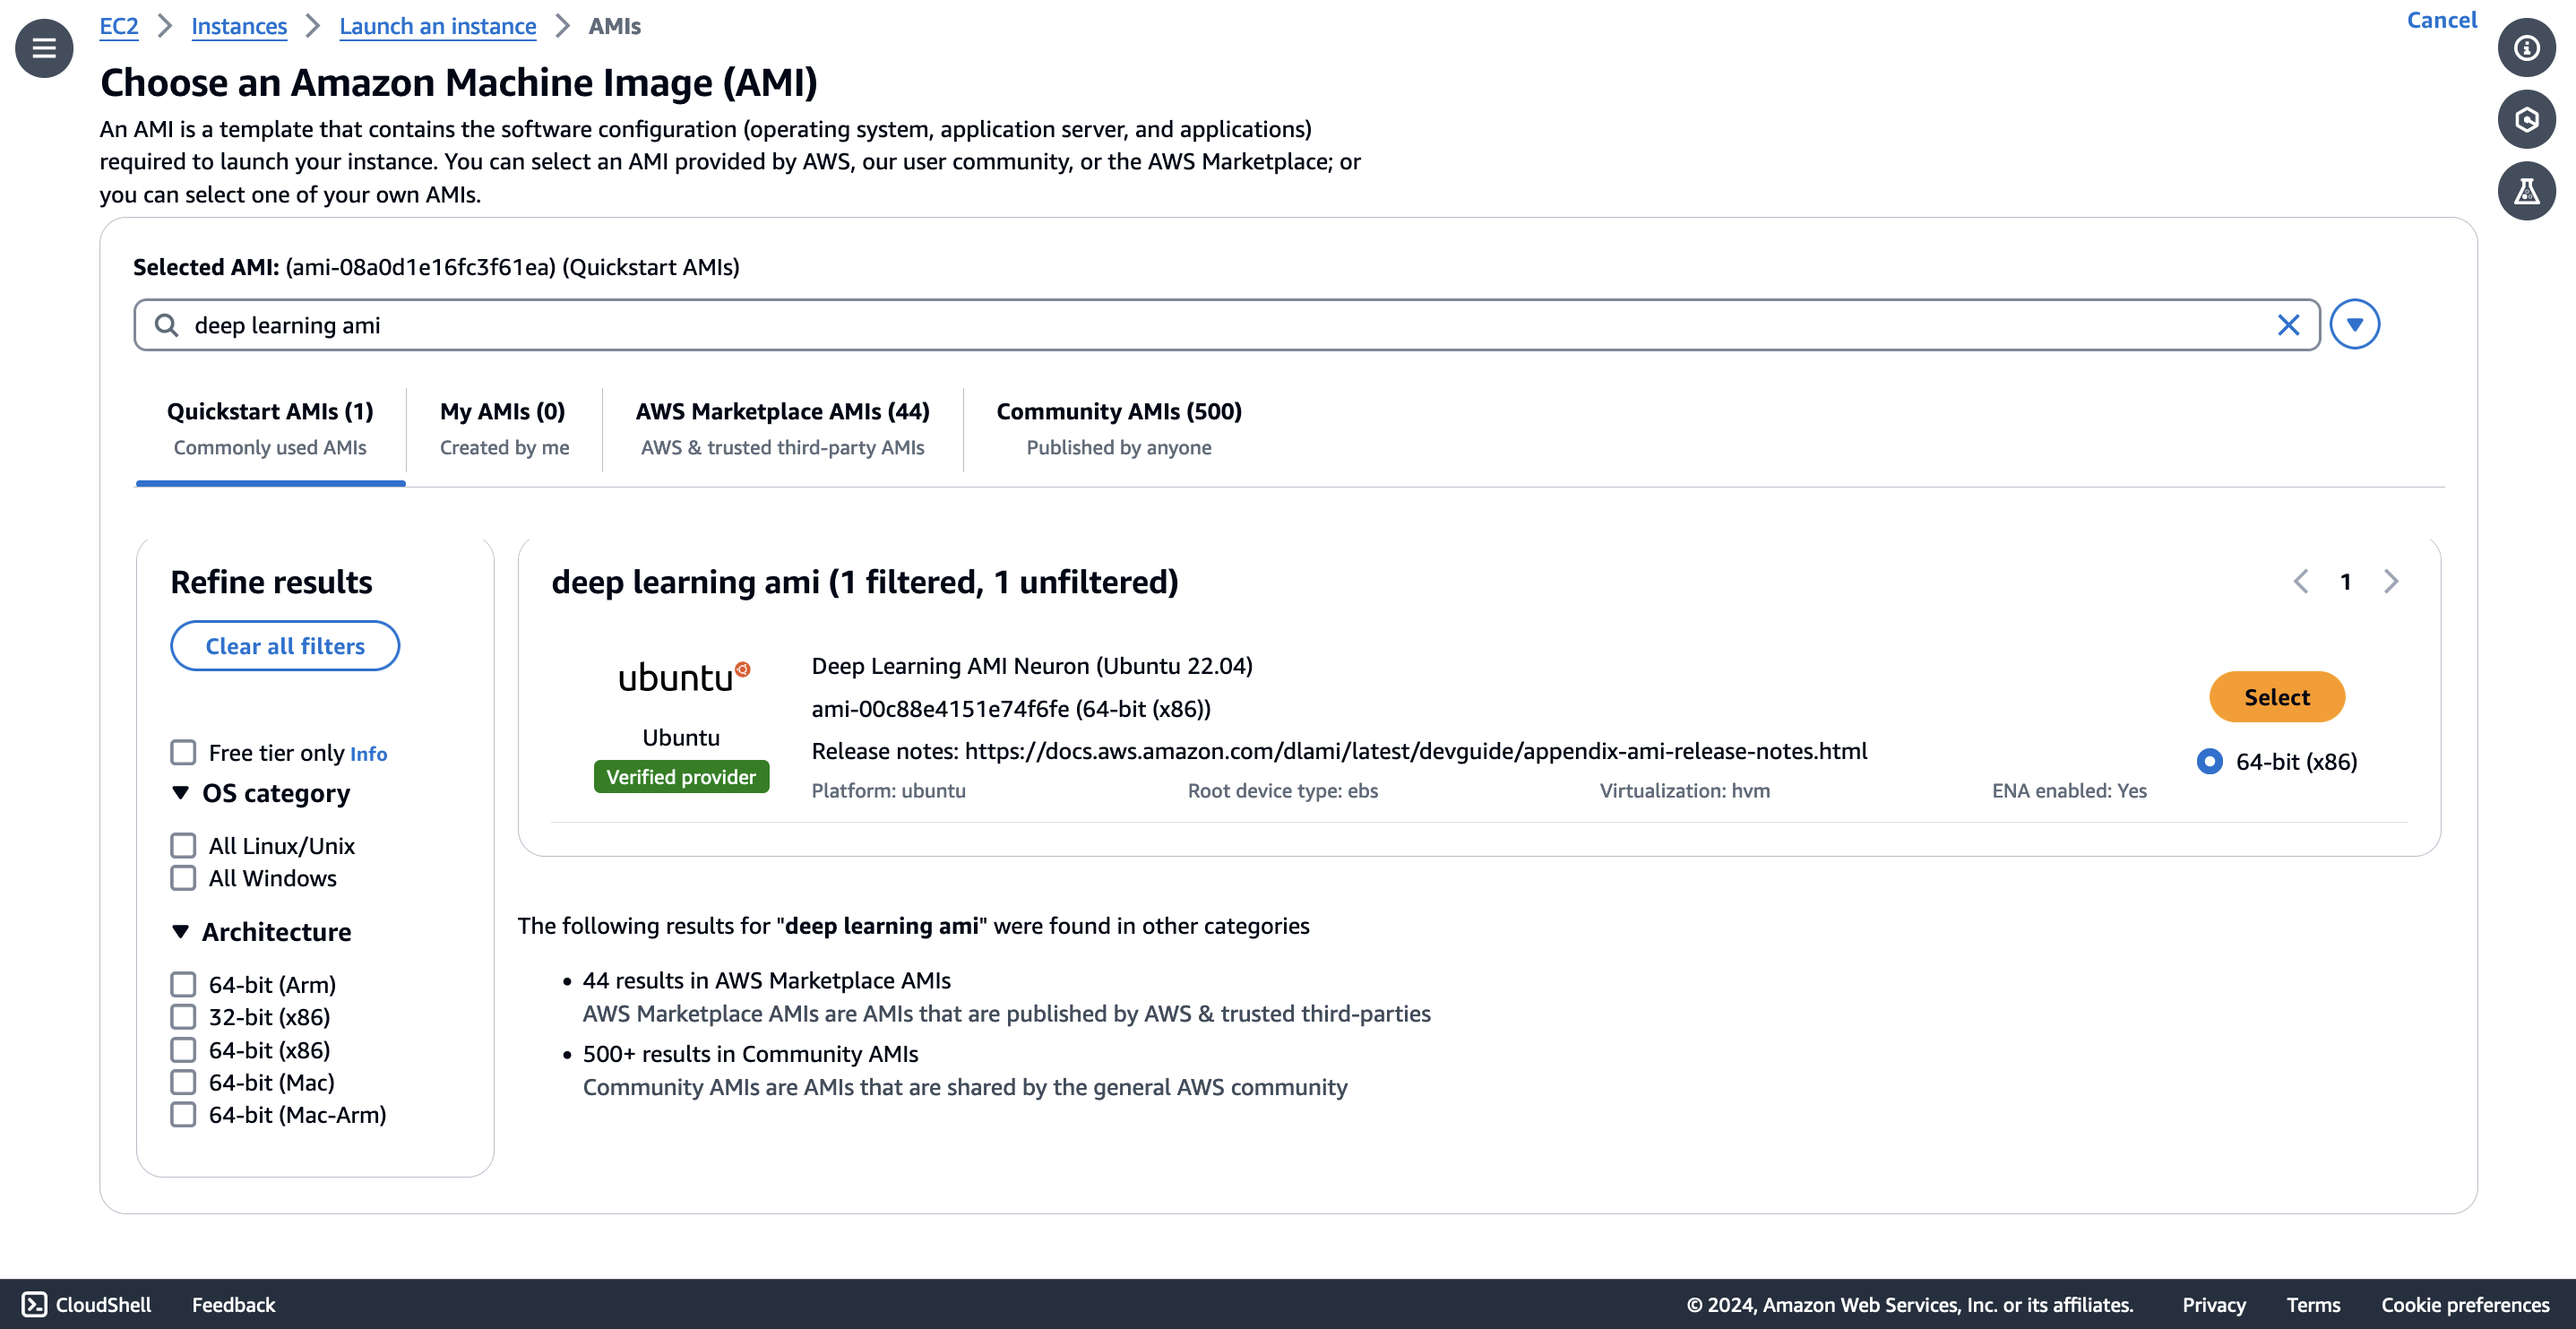 EC2 Instances Launch an instance AMIs
Cancel
Choose an Amazon Machine Image (AMI)
An AMI is a template that contains the software configuration (operating system, application server, and applications)
required to launch your instance. You can select an AMI provided by AWS, our user community, or the AWS Marketplace; or
you can select one of your own AMIs.
Selected AMI: (ami-08a0d1e16fc3f61ea) (Quickstart AMIs)
deep learning ami
Quickstart AMIs (1)
Commonly used AMIs
My AMIs (0)
Created by me
AWS Marketplace AMIs (44)
AWS & trusted third-party AMIs
Community AMIs (500)
Published by anyone
Refine results
Clear all filters
Free tier only Info
OS category
All Linux/Unix
All Windows
Architecture
64-bit (Arm)
32-bit (x86)
64-bit (x86)
64-bit (Mac)
64-bit (Mac-Arm)
deep learning ami (1 filtered, 1 unfiltered)
1
ubuntu
Ubuntu
Verified provider
Deep Learning AMI Neuron (Ubuntu 22.04)
ami-00c88e4151e74f6fe (64-bit (x86))
Release notes: https://docs.aws.amazon.com/dlami/latest/devguide/appendix-ami-release-notes.html
Platform: ubuntu Root device type: ebs Virtualization: hvm ENA enabled: Yes
Select
64-bit (x86)
The following results for "deep learning ami" were found in other categories
• 44 results in AWS Marketplace AMIs
AWS Marketplace AMIs are AMIs that are published by AWS & trusted third-parties
• 500+ results in Community AMIs
Community AMIs are AMIs that are shared by the general AWS community
CloudShell Feedback © 2024, Amazon Web Services, Inc. or its affiliates. Privacy Terms Cookie preferences